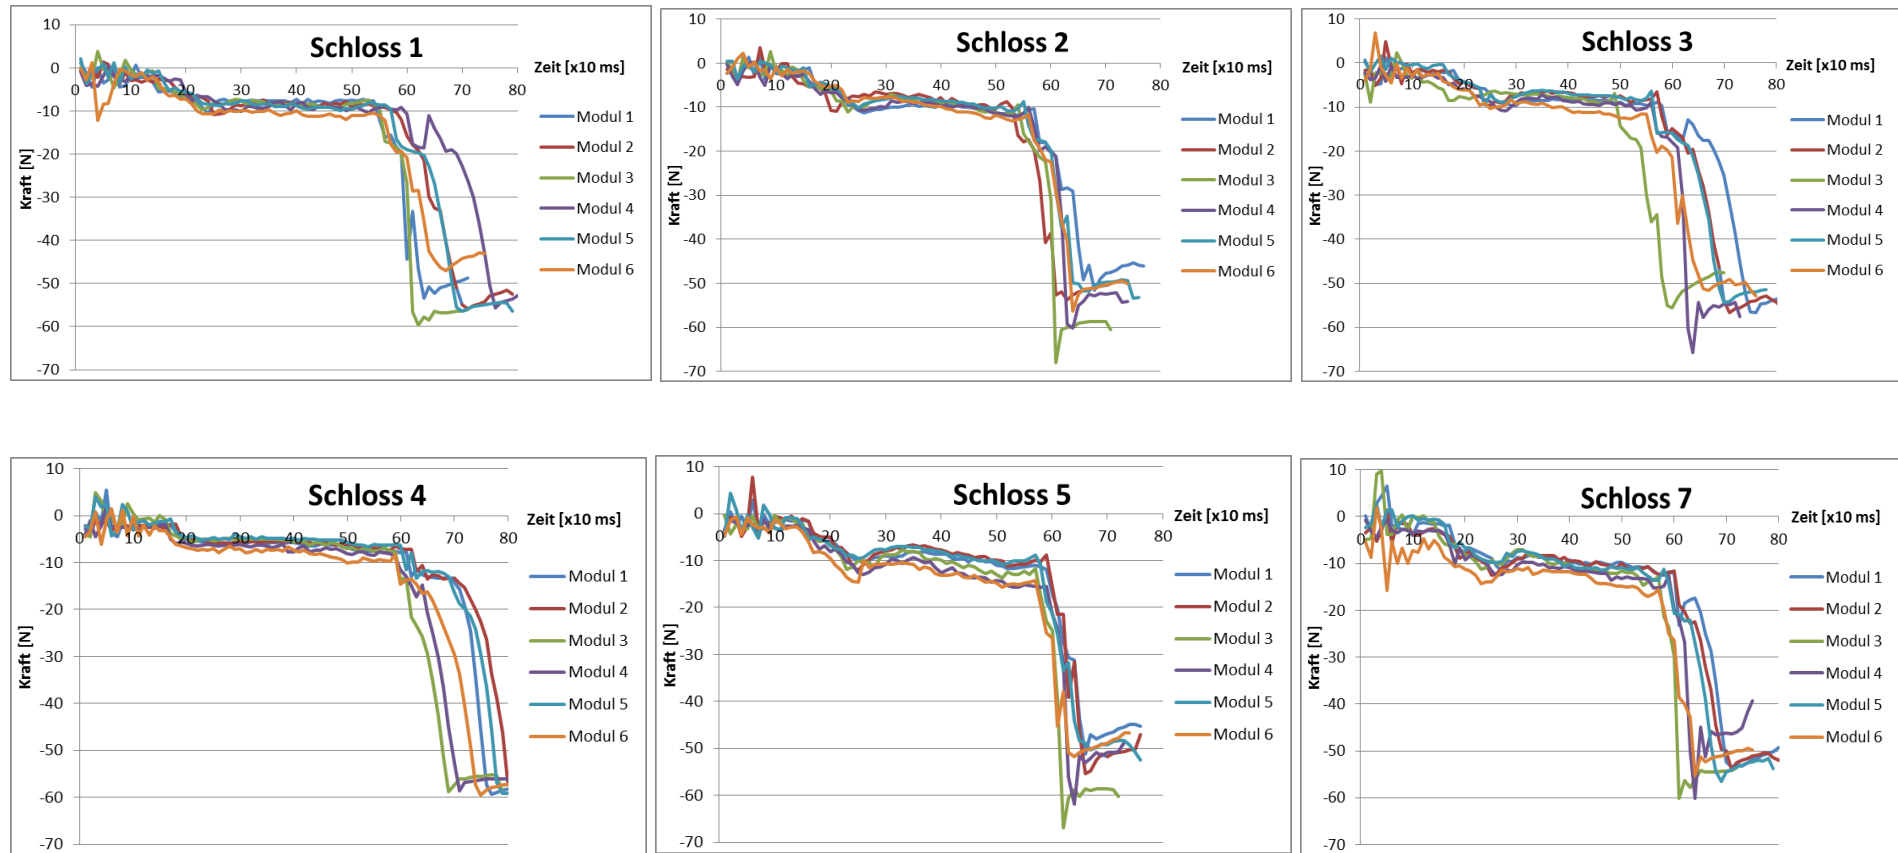 Schloss 1
10
0
-10
-20
-30
-40
-50
-60
-70
0 10 20 30 40 50 60 70 80
Zeit [x10 ms]
Kraft [N]
Modul 1
Modul 2
Modul 3
Modul 4
Modul 5
Modul 6
Schloss 2
10
0
-10
-20
-30
-40
-50
-60
-70
0 10 20 30 40 50 60 70 80
Zeit [x10 ms]
Kraft [N]
Modul 1
Modul 2
Modul 3
Modul 4
Modul 5
Modul 6
Schloss 3
10
0
-10
-20
-30
-40
-50
-60
-70
0 10 20 30 40 50 60 70 80
Zeit [x10 ms]
Kraft [N]
Modul 1
Modul 2
Modul 3
Modul 4
Modul 5
Modul 6
Schloss 4
10
0
-10
-20
-30
-40
-50
-60
-70
0 10 20 30 40 50 60 70 80
Zeit [x10 ms]
Kraft [N]
Modul 1
Modul 2
Modul 3
Modul 4
Modul 5
Modul 6
Schloss 5
10
0
-10
-20
-30
-40
-50
-60
-70
0 10 20 30 40 50 60 70 80
Zeit [x10 ms]
Kraft [N]
Modul 1
Modul 2
Modul 3
Modul 4
Modul 5
Modul 6
Schloss 7
10
0
-10
-20
-30
-40
-50
-60
-70
0 10 20 30 40 50 60 70 80
Zeit [x10 ms]
Kraft [N]
Modul 1
Modul 2
Modul 3
Modul 4
Modul 5
Modul 6